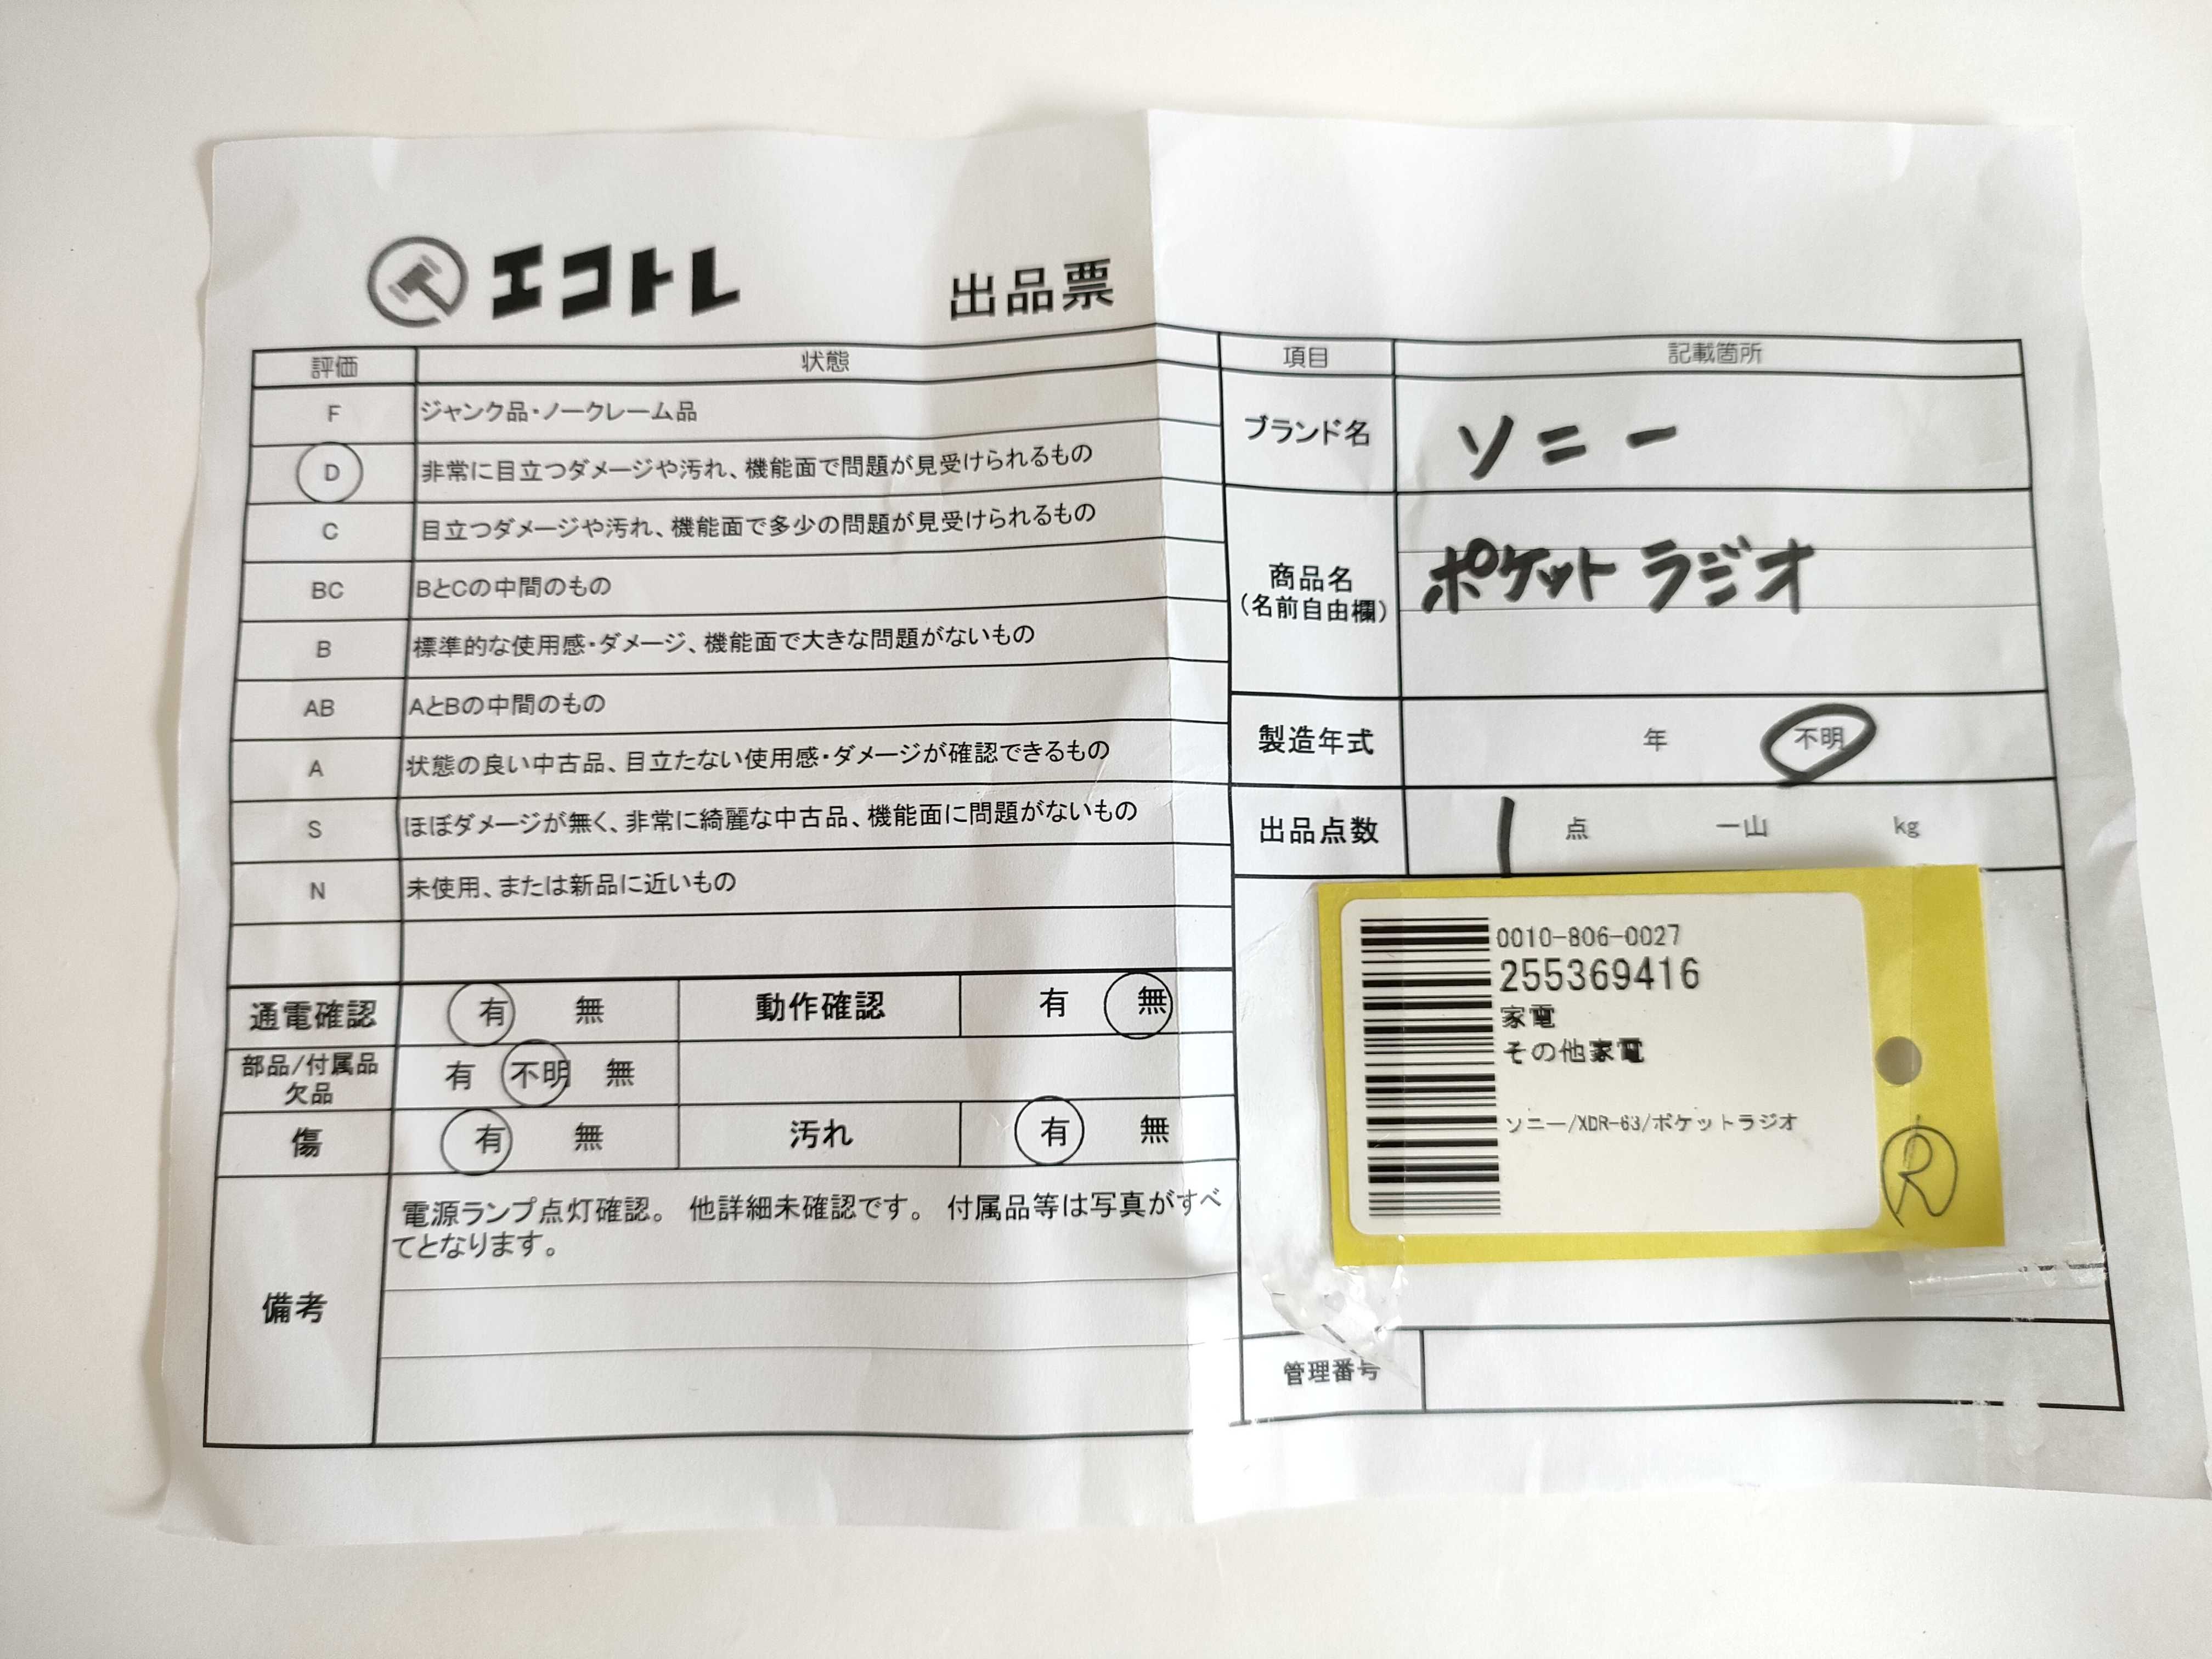 エコトレ 出品票
評価 状態
F ジャンク品・ノークレーム品
D 非常に目立つダメージや汚れ、機能面で問題が見受けられるもの
C 目立つダメージや汚れ、機能面で多少の問題が見受けられるもの
BC BとCの中間のもの
B 標準的な使用感・ダメージ、機能面で大きな問題がないもの
AB AとBの中間のもの
A 状態の良い中古品、目立たない使用感・ダメージが確認できるもの
S ほぼダメージが無く、非常に綺麗な中古品、機能面に問題がないもの
N 未使用、または新品に近いもの
通電確認 有 無 動作確認 有 無
部品/付属品
欠品 有 不明 無
傷 有 無 汚れ 有 無
備考
電源ランプ点灯確認。 他詳細未確認です。 付属品等は写真がすべ
てとなります。
項目 記載箇所
ブランド名 ソニー
商品名
(名前自由欄)
ポケットラジオ
製造年式 年 不明
出品点数 1 点 一山 kg
0010-806-0027
255369416
家電
その他家電
ソニー/XDR-63/ポケットラジオ
R
管理番号